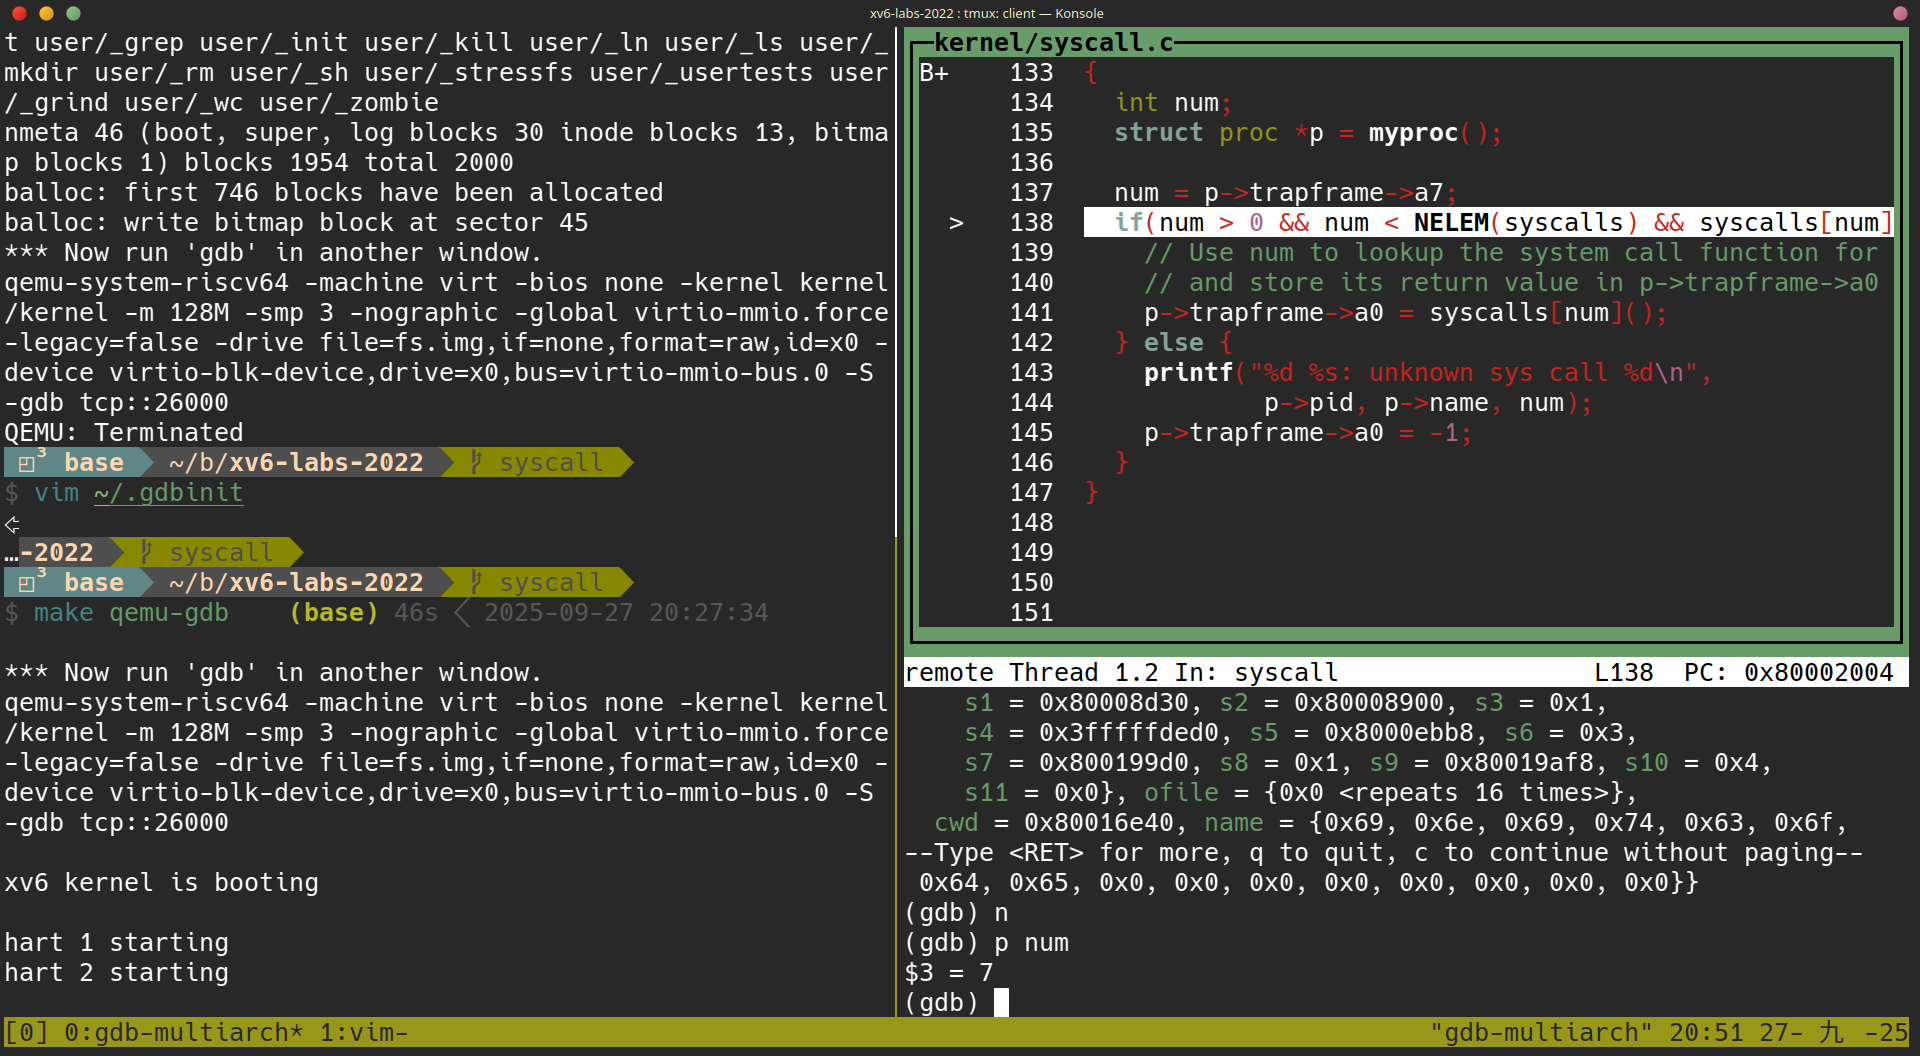 xv6-labs-2022 : tmux: client — Konsole
t user/_grep user/_init user/_kill user/_ln user/_ls user/_
mkdir user/_rm user/_sh user/_stressfs user/_usertests user
/_grind user/_wc user/_zombie
nmeta 46 (boot, super, log blocks 30 inode blocks 13, bitma
p blocks 1) blocks 1954 total 2000
balloc: first 746 blocks have been allocated
balloc: write bitmap block at sector 45
*** Now run 'gdb' in another window.
qemu-system-riscv64 -machine virt -bios none -kernel kernel
/kernel -m 128M -smp 3 -nographic -global virtio-mmio.force
-legacy=false -drive file=fs.img,if=none,format=raw,id=x0 -
device virtio-blk-device,drive=x0,bus=virtio-mmio-bus.0 -S
-gdb tcp::26000
QEMU: Terminated
3 base ~/b/xv6-labs-2022 syscall
$ vim ~/.gdbinit
…-2022 syscall
3 base ~/b/xv6-labs-2022 syscall
$ make qemu-gdb (base) 46s 2025-09-27 20:27:34
*** Now run 'gdb' in another window.
qemu-system-riscv64 -machine virt -bios none -kernel kernel
/kernel -m 128M -smp 3 -nographic -global virtio-mmio.force
-legacy=false -drive file=fs.img,if=none,format=raw,id=x0 -
device virtio-blk-device,drive=x0,bus=virtio-mmio-bus.0 -S
-gdb tcp::26000
xv6 kernel is booting
hart 1 starting
hart 2 starting
kernel/syscall.c
B+ 133 {
134 int num;
135 struct proc *p = myproc();
136
137 num = p->trapframe->a7;
> 138 if(num > 0 && num < NELEM(syscalls) && syscalls[num]
139 // Use num to lookup the system call function for
140 // and store its return value in p->trapframe->a0
141 p->trapframe->a0 = syscalls[num]();
142 } else {
143 printf("%d %s: unknown sys call %d\n",
144 p->pid, p->name, num);
145 p->trapframe->a0 = -1;
146 }
147 }
148
149
150
151
remote Thread 1.2 In: syscall L138 PC: 0x80002004
s1 = 0x80008d30, s2 = 0x80008900, s3 = 0x1,
s4 = 0x3fffffded0, s5 = 0x8000ebb8, s6 = 0x3,
s7 = 0x800199d0, s8 = 0x1, s9 = 0x80019af8, s10 = 0x4,
s11 = 0x0}, ofile = {0x0 <repeats 16 times>},
cwd = 0x80016e40, name = {0x69, 0x6e, 0x69, 0x74, 0x63, 0x6f,
--Type <RET> for more, q to quit, c to continue without paging--
0x64, 0x65, 0x0, 0x0, 0x0, 0x0, 0x0, 0x0, 0x0, 0x0}}
(gdb) n
(gdb) p num
$3 = 7
(gdb)
[0] 0:gdb-multiarch* 1:vim- "gdb-multiarch" 20:51 27- 九 -25